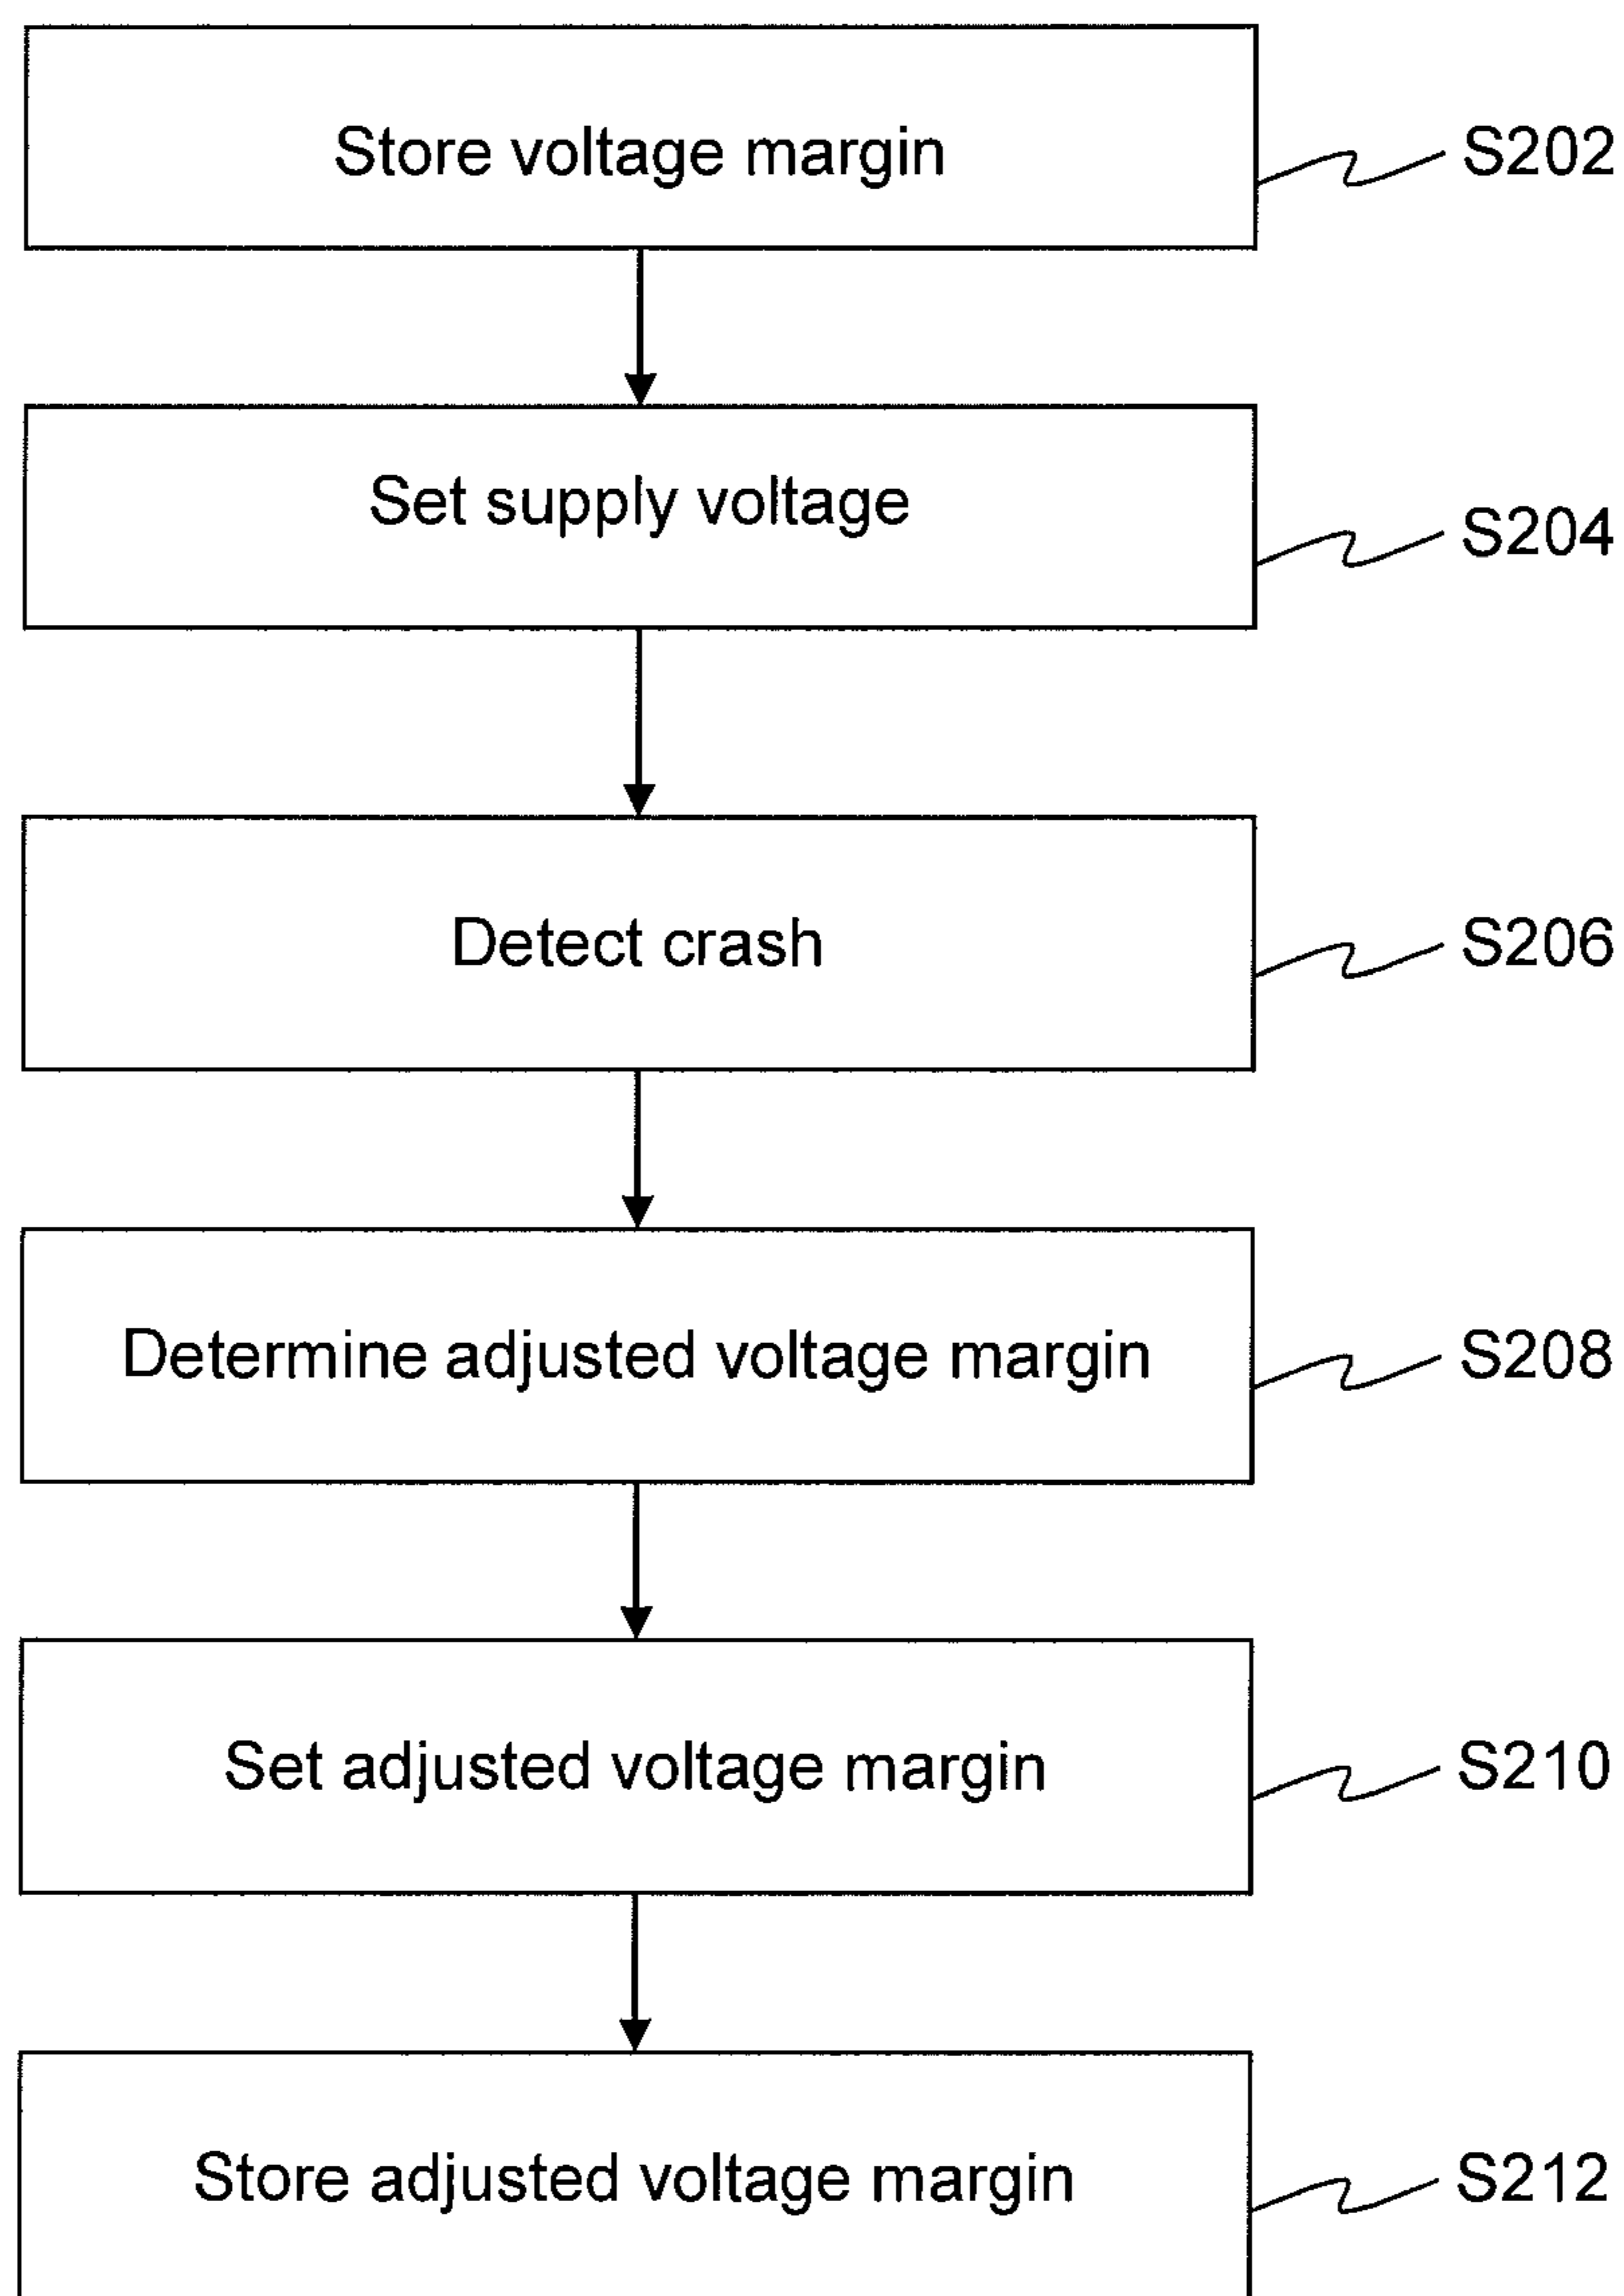 Store voltage margin
S202
Set supply voltage
S204
Detect crash
S206
Determine adjusted voltage margin
S208
Set adjusted voltage margin
S210
Store adjusted voltage margin
S212